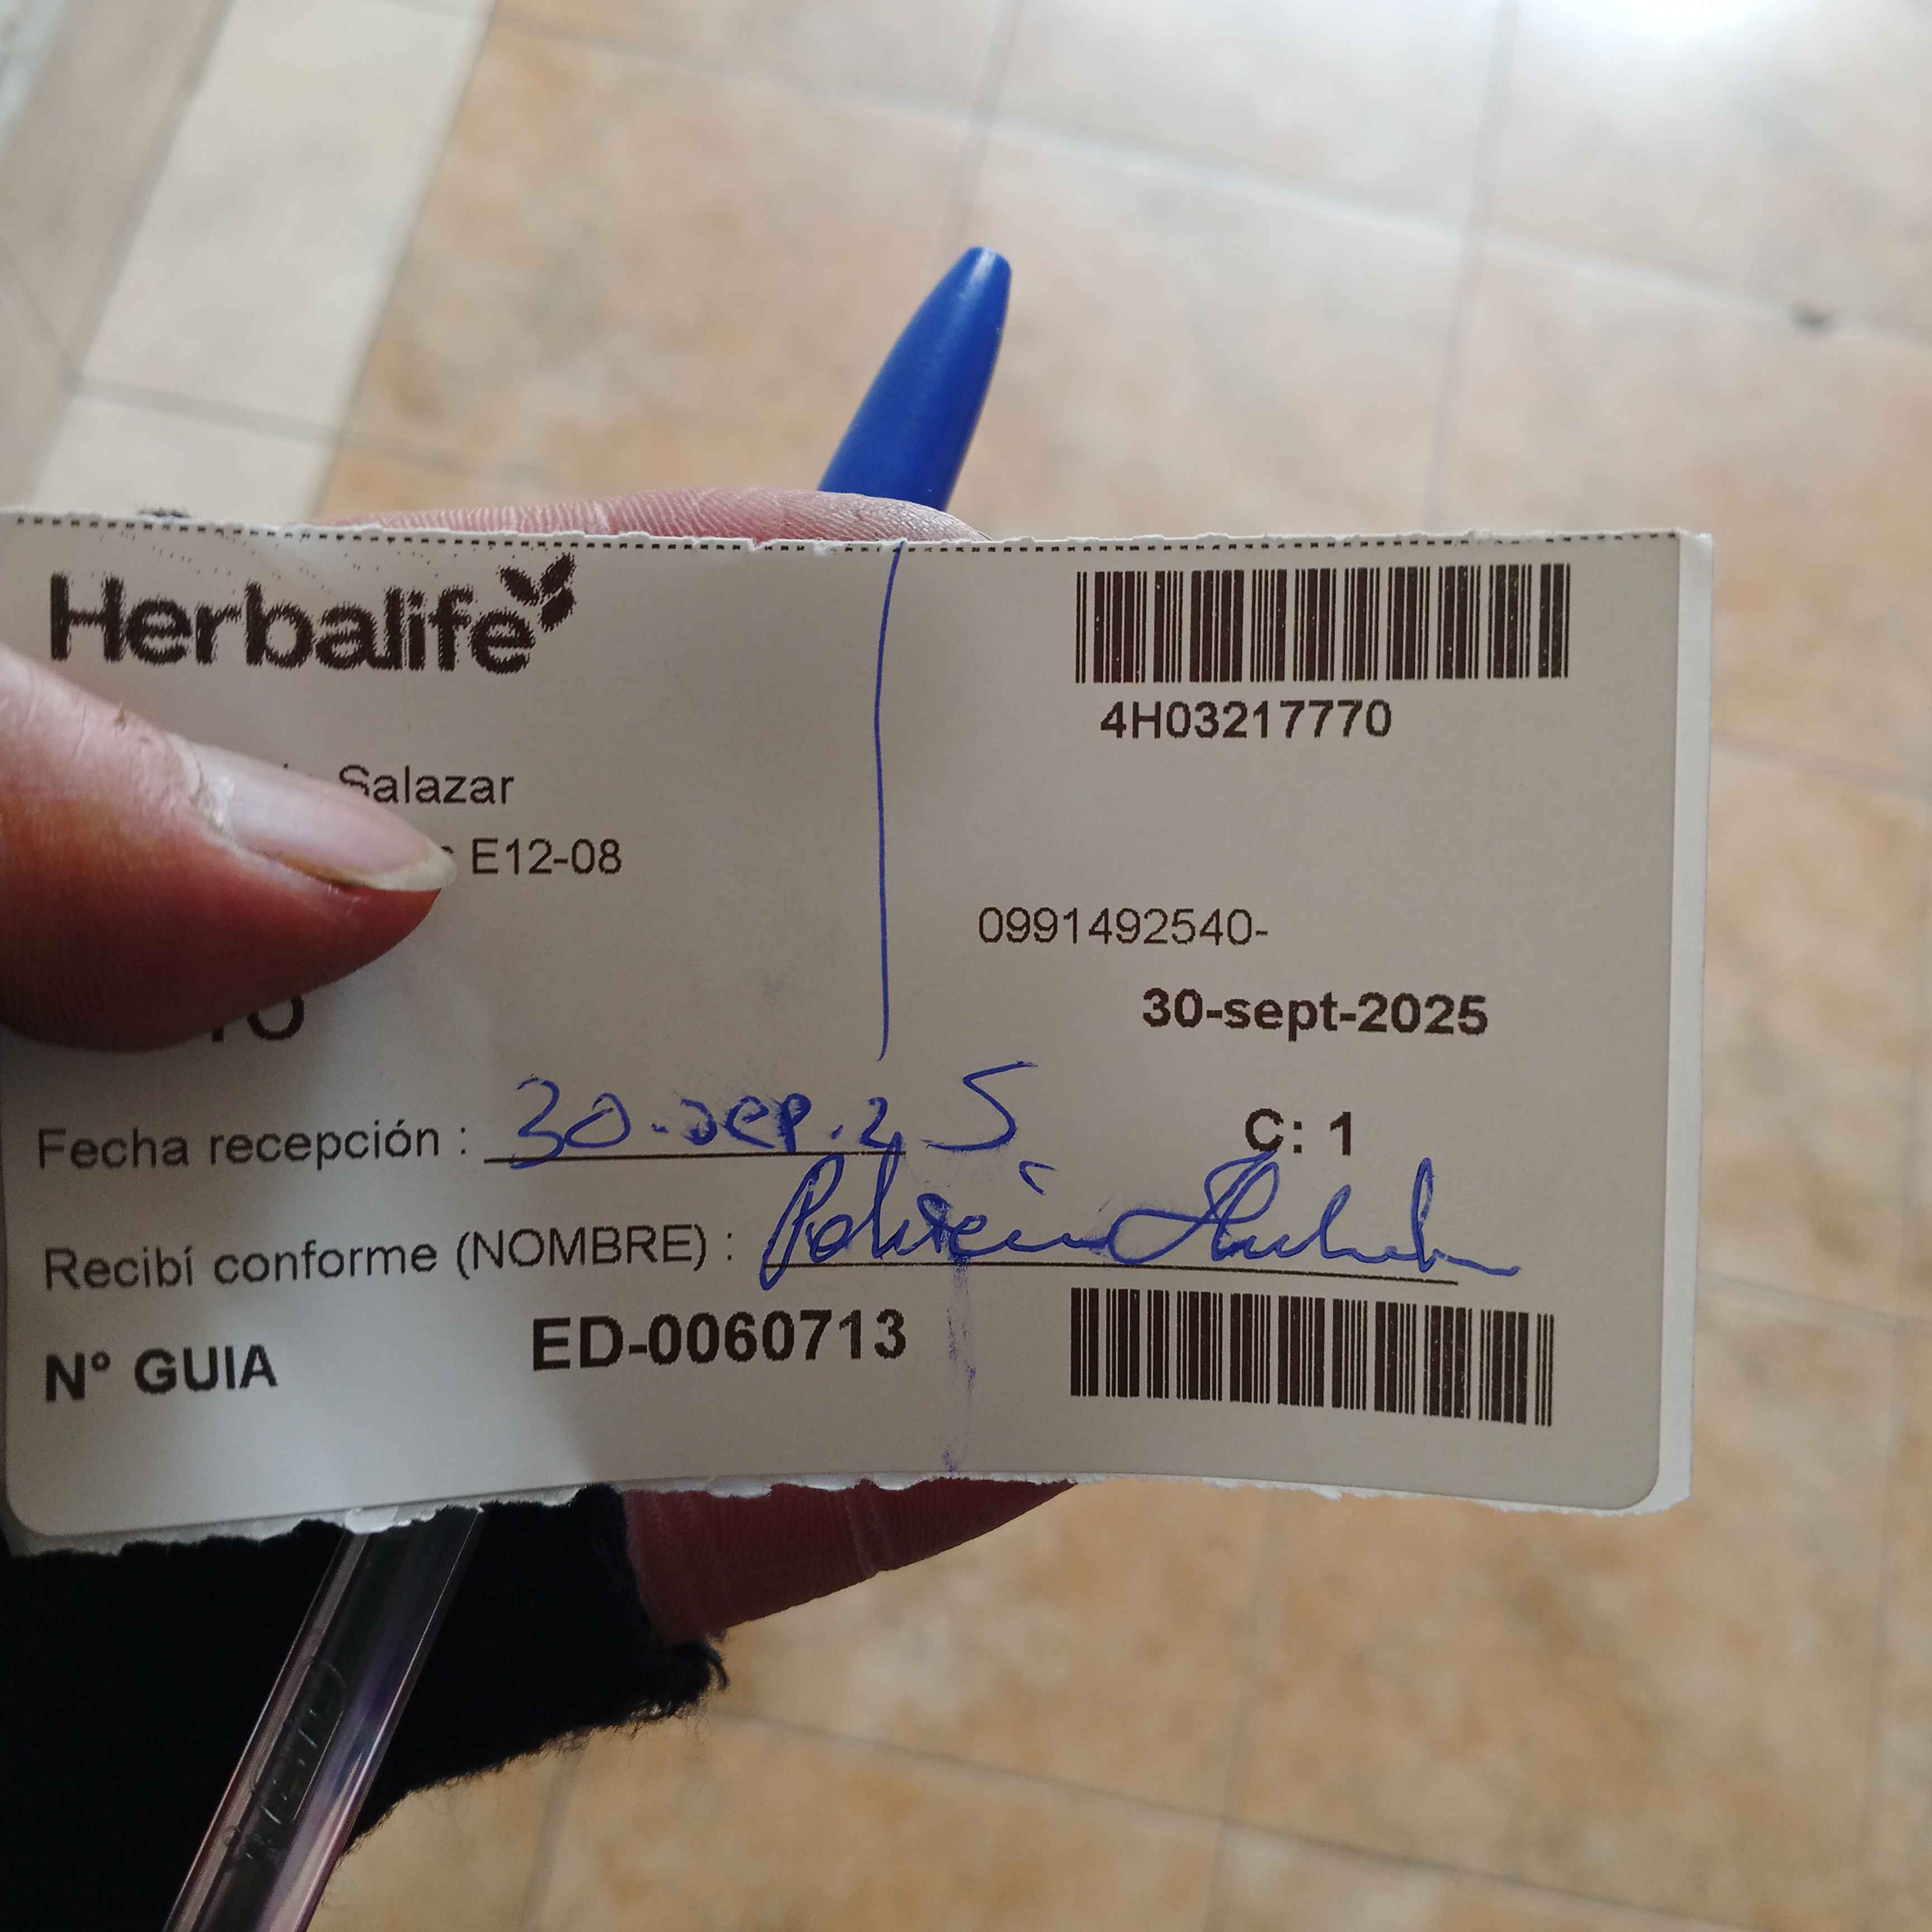 Herbalife
4H03217770
Salazar
E12-08
0991492540-
30-sept-2025
Fecha recepción : 30-sep-25
C: 1
Recibí conforme (NOMBRE) :
N° GUIA ED-0060713